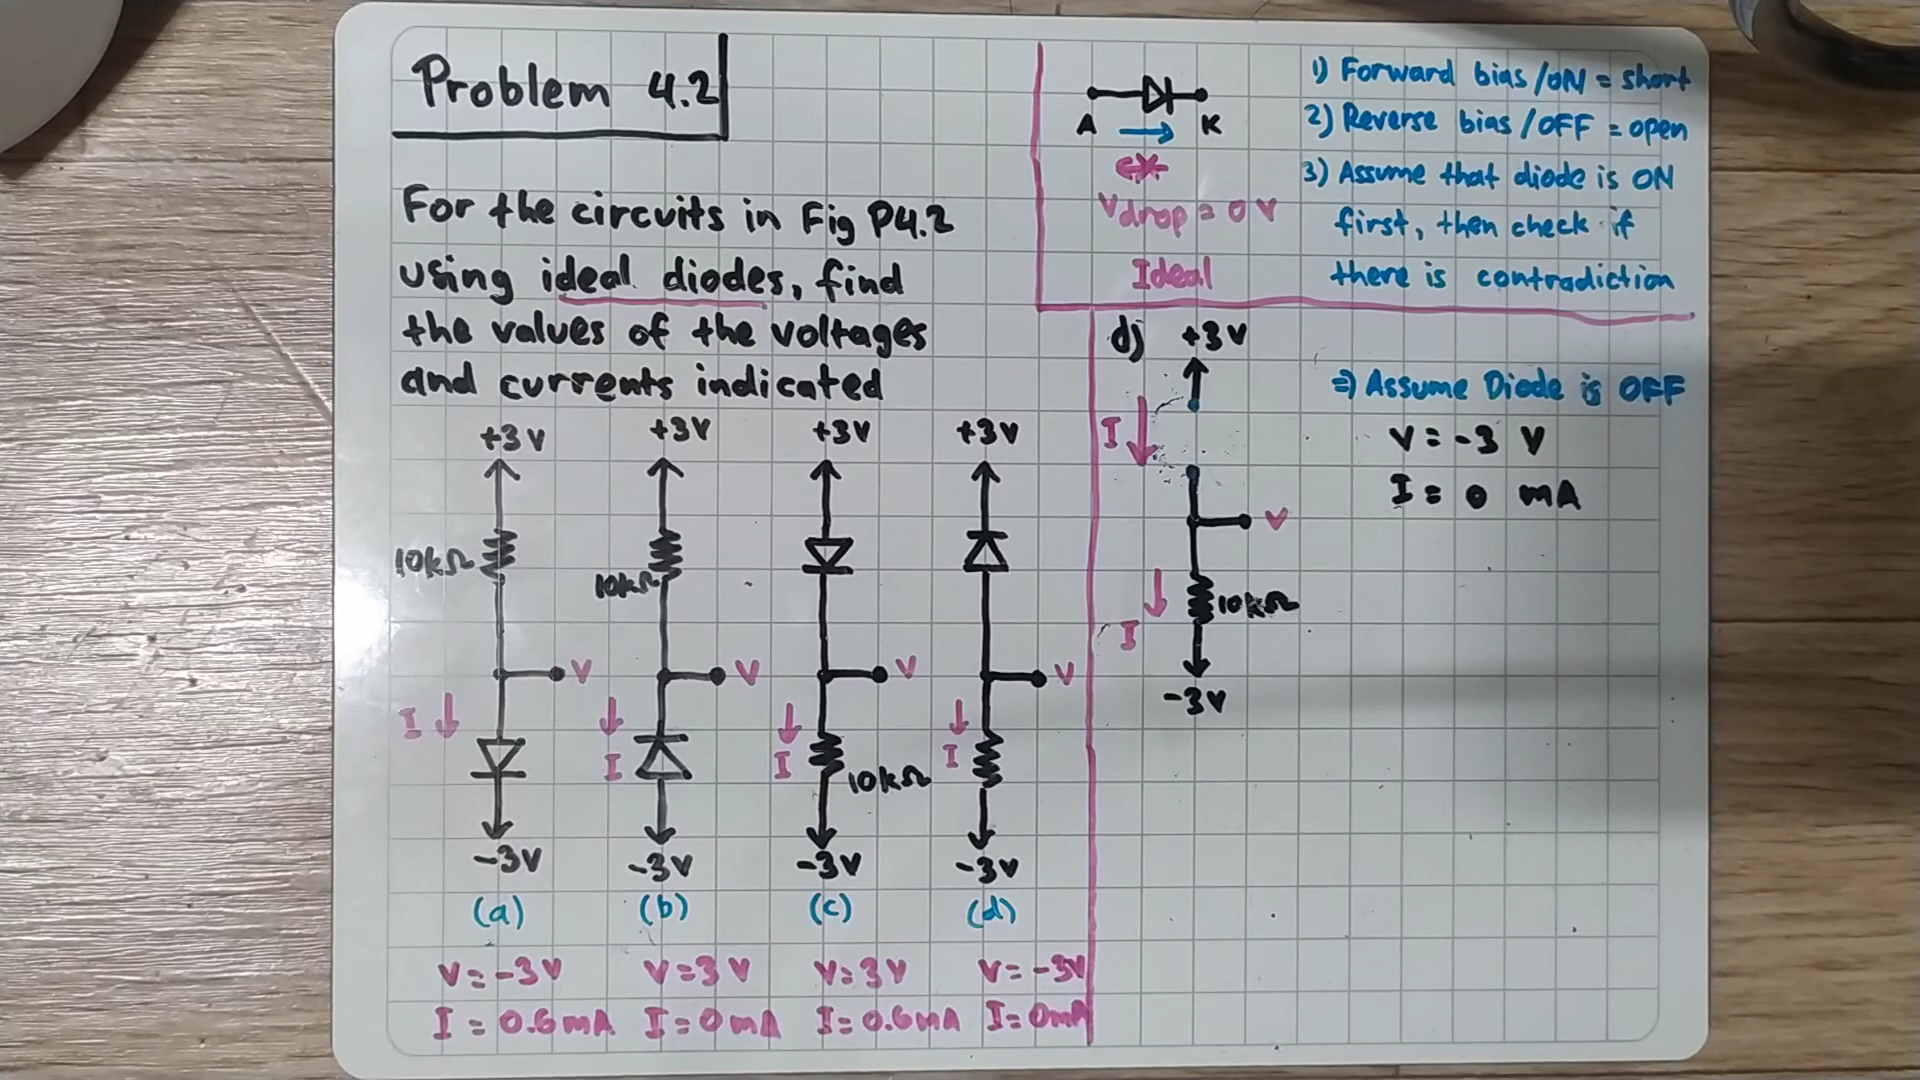 Problem 4.2
For the circuits in Fig P4.2
using ideal diodes, find
the values of the voltages
and currents indicated
A K
Vdrop = 0 V
Ideal
1) Forward bias/ON = short
2) Reverse bias/OFF = open
3) Assume that diode is ON
first, then check if
there is contradiction
+3V +3V +3V +3V
10kΩ 10kΩ
V V V V
I I I I
10kΩ
-3V -3V -3V -3V
(a) (b) (c) (d)
V = -3V V = 3V V = 3V V = -3V
I = 0.6mA I = 0mA I = 0.6mA I = 0mA
d) +3V
I
V
I
10kΩ
-3V
⇒ Assume Diode is OFF
V = -3 V
I = 0 mA